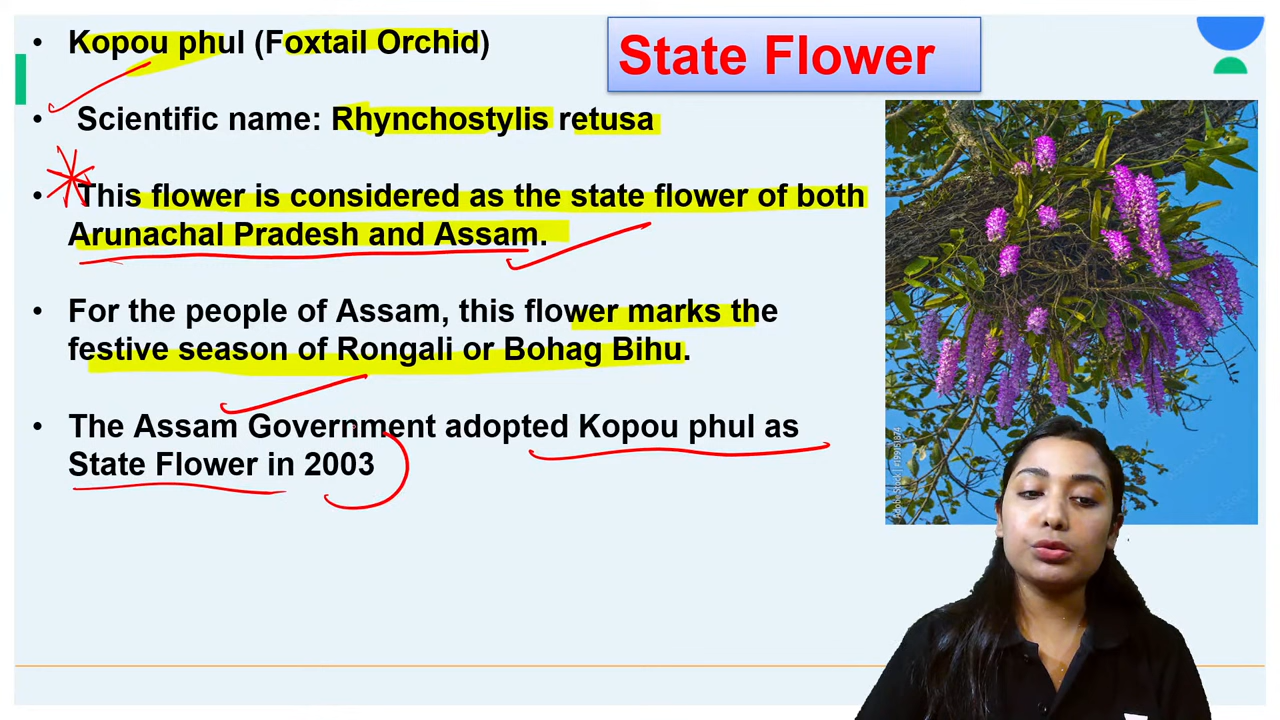 State Flower
• Kopou phul (Foxtail Orchid)
• Scientific name: Rhynchostylis retusa
• This flower is considered as the state flower of both
Arunachal Pradesh and Assam.
• For the people of Assam, this flower marks the
festive season of Rongali or Bohag Bihu.
• The Assam Government adopted Kopou phul as
State Flower in 2003